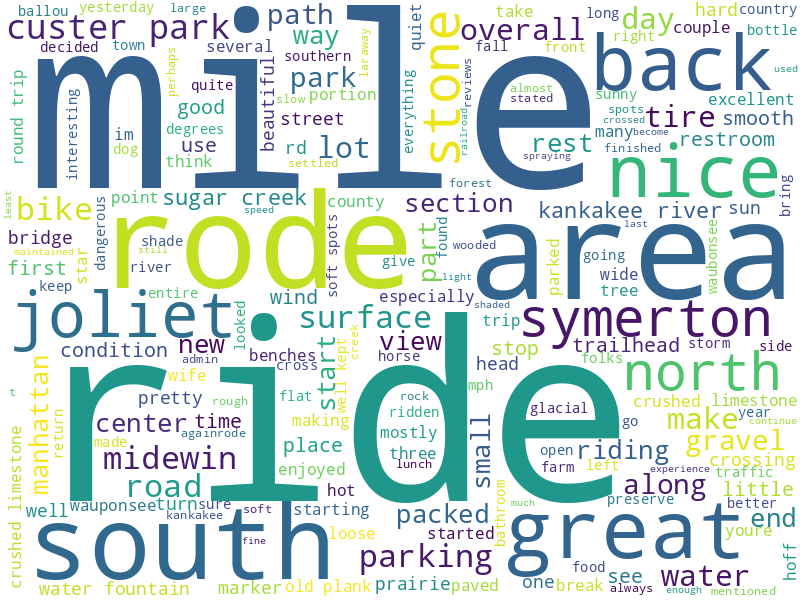 ballou
yesterday
large
custer park
decided
town
perhaps
mile
path
several
way
southern
quite
park
portion
good
beautiful
degrees
im
dog
use
street
slow
think
rd
lot
settled
round trip
interesting
laraway
everything
quiet
reviews
stone
railroad
overall
take
long
hard
country
day
couple
bottle
fall
front
right
used
back
almost
stated
sunny
excellent
tire
smooth
spots
crossed
become
rest
many
restroom
spraying
finished
nice
bring
forest
least
point
sugar creek
county
section
kankakee river
sun
bike
speed
rode
part
found
last
bridge
dangerous
shade
soft spots
wooded
area
going
waubonsee
first
star
river
give
light
parked
wide
maintained
still
keep
entire
wind
especially
shaded
tree
joliet
looked
surface
trip
symerton
new
view
creek
stop
trailhead
storm
side
condition
admin
benches
horse
head
folks
north
t
wife
cross
start
well kept
mph
manhattan
return
pretty
rough
flat
rock
ride
glacial
crushed
limestone
year
continue
center
time
making
ridden
small
go
make
made
againrode
place
mostly
open
riding
gravel
midewin
enjoyed
three
farm
left
crossing
lunch
experience
traffic
road
hot
along
little
crushed limestone
well
wauponsee
turn
sure
soft
starting
packed
bathroom
much
great
preserve
better
end
kankakee
loose
started
youre
hoff
south
fine
parking
food
see
water
water fountain
marker
old plank
prairie
paved
one
break
always
enough
mentioned